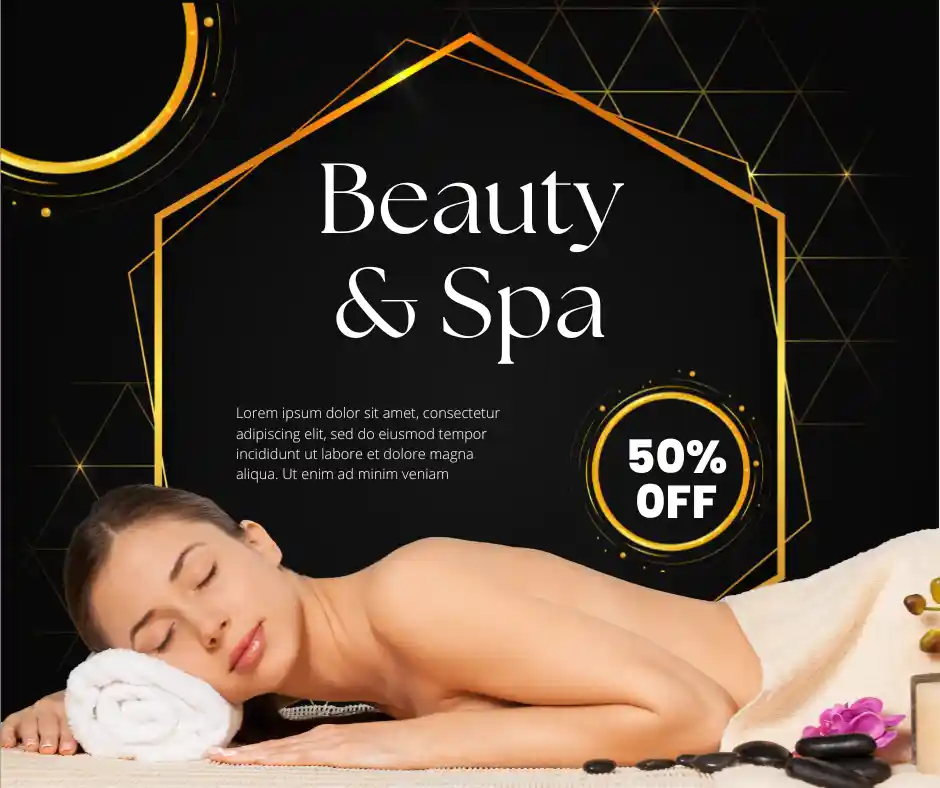 Beauty
& Spa
Lorem ipsum dolor sit amet, consectetur
adipiscing elit, sed do eiusmod tempor
incididunt ut labore et dolore magna
aliqua. Ut enim ad minim veniam
50%
OFF